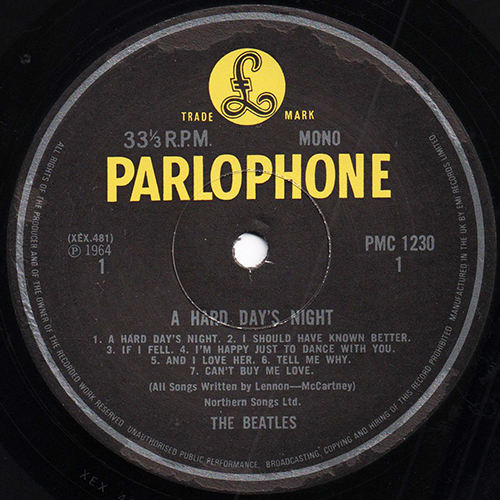 TRADE MARK
33⅓ R.P.M. MONO
PARLOPHONE
(XEX.481) PMC 1230
℗ 1964
1 1
A HARD DAY'S NIGHT
1. A HARD DAY'S NIGHT. 2. I SHOULD HAVE KNOWN BETTER.
3. IF I FELL. 4. I'M HAPPY JUST TO DANCE WITH YOU.
5. AND I LOVE HER. 6. TELL ME WHY.
7. CAN'T BUY ME LOVE.
(All Songs Written by Lennon—McCartney)
Northern Songs Ltd.
THE BEATLES
ALL RIGHTS OF THE PRODUCER AND OF THE OWNER OF THE RECORDED WORK RESERVED. UNAUTHORISED PUBLIC PERFORMANCE, BROADCASTING, COPYING AND HIRING OF THIS RECORD PROHIBITED. MANUFACTURED IN THE UK BY EMI RECORDS LIMITED.